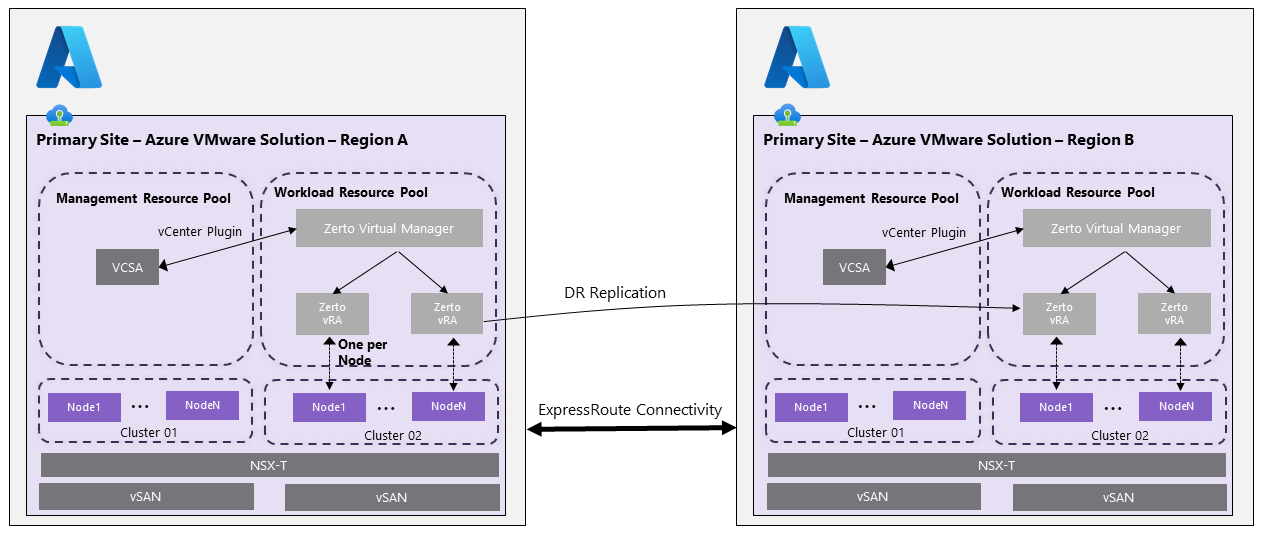 Primary Site – Azure VMware Solution – Region A
Management Resource Pool
Workload Resource Pool
vCenter Plugin
Zerto Virtual Manager
VCSA
Zerto
vRA
Zerto
vRA
One per
Node
Node1
...
NodeN
Cluster 01
Node1
...
NodeN
Cluster 02
NSX-T
vSAN
vSAN
DR Replication
ExpressRoute Connectivity
Primary Site – Azure VMware Solution – Region B
Management Resource Pool
Workload Resource Pool
vCenter Plugin
Zerto Virtual Manager
VCSA
Zerto
vRA
Zerto
vRA
Node1
...
NodeN
Cluster 01
Node1
...
NodeN
Cluster 02
NSX-T
vSAN
vSAN